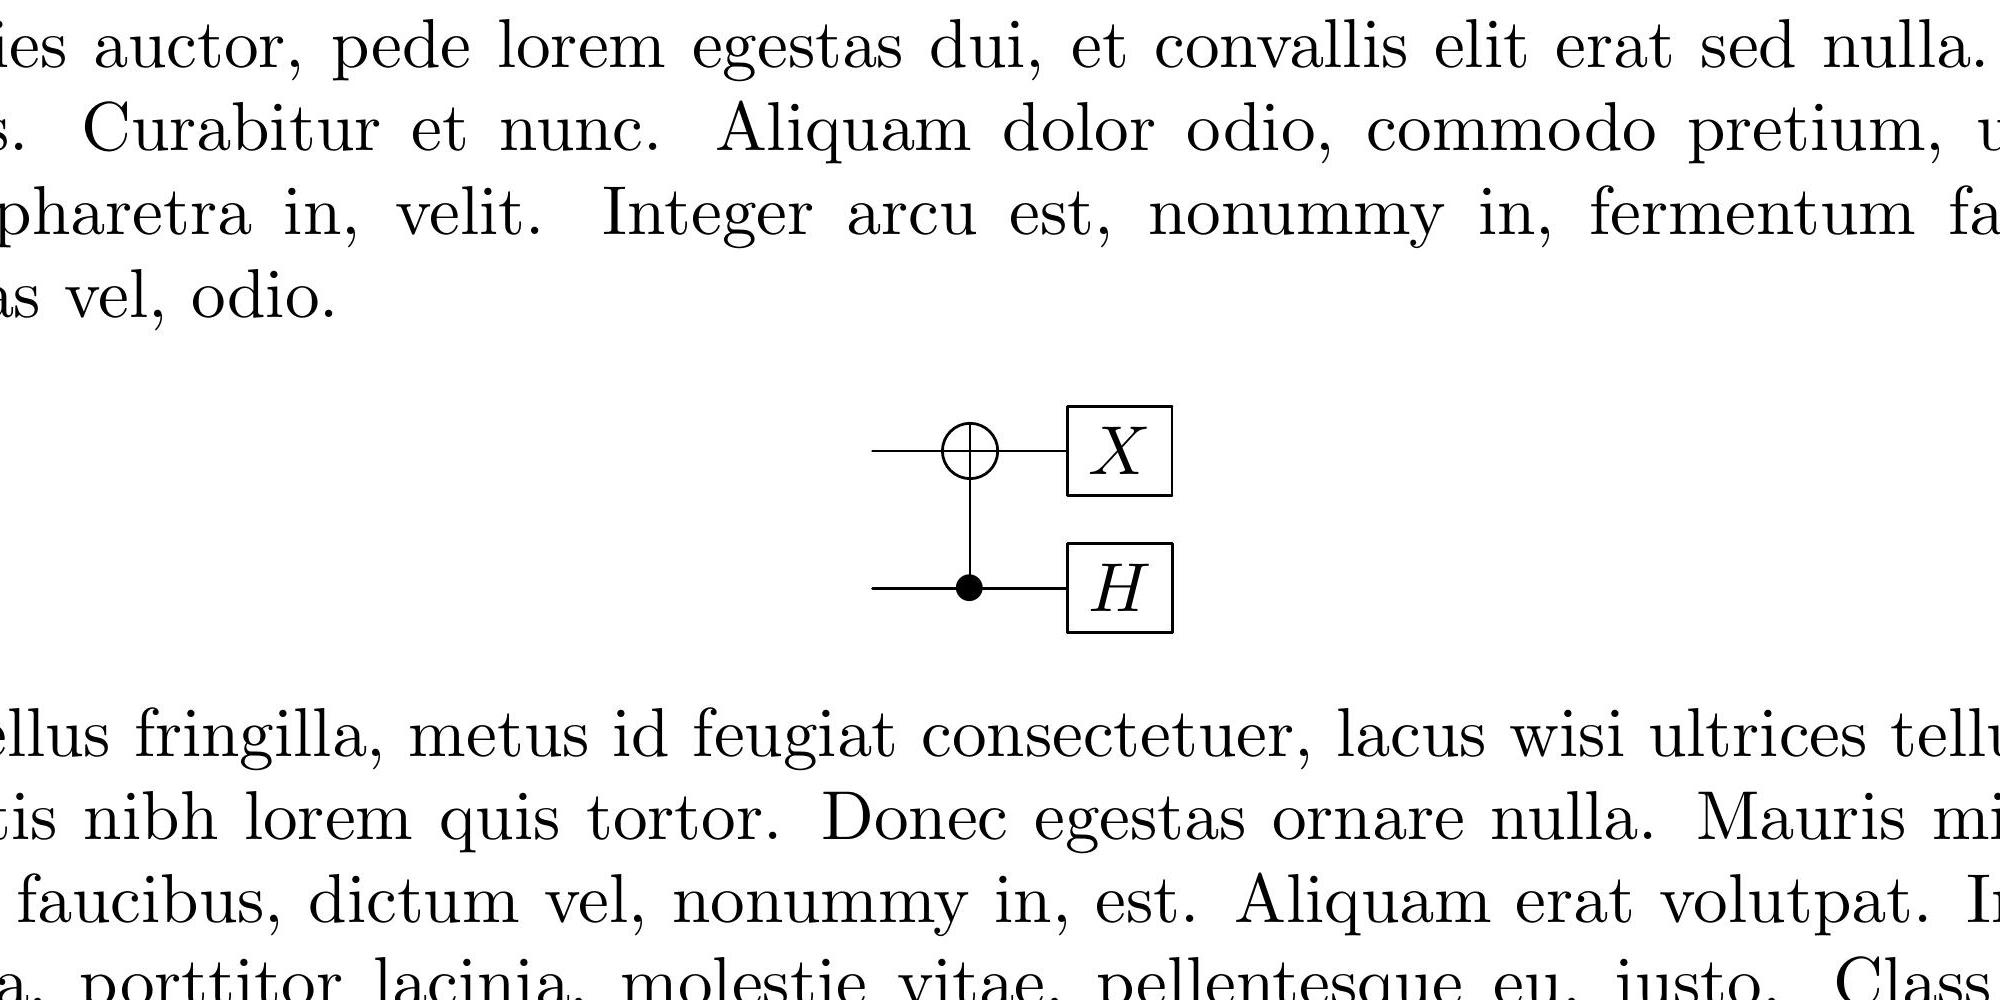 ies auctor, pede lorem egestas dui, et convallis elit erat sed nulla.
s. Curabitur et nunc. Aliquam dolor odio, commodo pretium, u
pharetra in, velit. Integer arcu est, nonummy in, fermentum fa
as vel, odio.
X
H
ellus fringilla, metus id feugiat consectetuer, lacus wisi ultrices tellu
tis nibh lorem quis tortor. Donec egestas ornare nulla. Mauris mi
faucibus, dictum vel, nonummy in, est. Aliquam erat volutpat. In
a, porttitor lacinia, molestie vitae, pellentesque eu, justo. Class